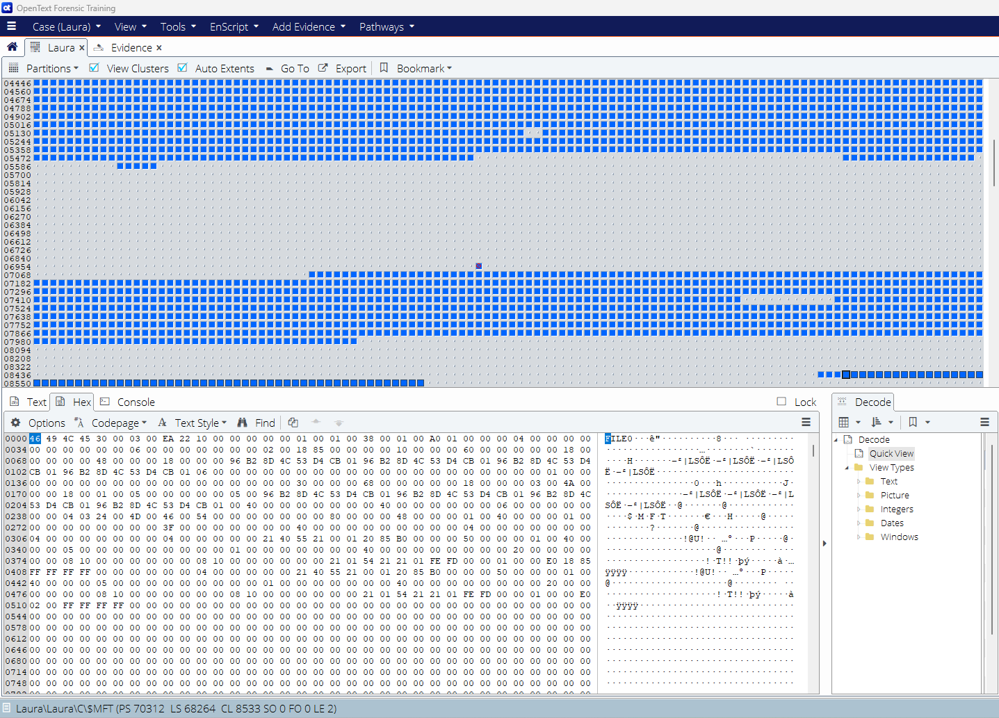 OpenText Forensic Training
Case (Laura) View Tools EnScript Add Evidence Pathways
Laura × Evidence ×
Partitions View Clusters Auto Extents Go To Export Bookmark
04446
04560
04674
04788
04902
05016
05130
05244
05358
05472
05586
05700
05814
05928
06042
06156
06270
06384
06498
06612
06726
06840
06954
07068
07182
07296
07410
07524
07638
07752
07866
07980
08094
08208
08322
08436
08550
Text Hex Console Lock
Options Codepage Text Style Find
0000 46 49 4C 45 30 00 03 00 EA 22 10 00 00 00 00 00 01 00 01 00 38 00 01 00 A0 01 00 00 00 04 00 00 00 00 FILE0···ê"··········8··· ·········
0034 00 00 00 00 00 00 06 00 00 00 00 00 00 00 02 00 18 85 00 00 00 00 10 00 00 00 60 00 00 00 00 00 18 00 ·················…········`·······
0068 00 00 00 00 48 00 00 00 18 00 00 00 96 B2 8D 4C 53 D4 CB 01 96 B2 8D 4C 53 D4 CB 01 96 B2 8D 4C 53 D4 ····H·······–²|LSÔË·–²|LSÔË·–²|LSÔ
0102 CB 01 96 B2 8D 4C 53 D4 CB 01 06 00 00 00 00 00 00 00 00 00 00 00 00 00 00 00 00 00 00 00 00 01 00 00 Ë·–²|LSÔË·························
0136 00 00 00 00 00 00 00 00 00 00 00 00 00 00 00 00 30 00 00 00 68 00 00 00 00 00 18 00 00 00 03 00 4A 00 ················0···h···········J·
0170 00 00 18 00 01 00 05 00 00 00 00 00 05 00 96 B2 8D 4C 53 D4 CB 01 96 B2 8D 4C 53 D4 CB 01 96 B2 8D 4C ··············–²|LSÔË·–²|LSÔË·–²|L
0204 53 D4 CB 01 96 B2 8D 4C 53 D4 CB 01 00 40 00 00 00 00 00 00 00 40 00 00 00 00 00 00 06 00 00 00 00 00 SÔË·–²|LSÔË··@·······@············
0238 00 00 04 03 24 00 4D 00 46 00 54 00 00 00 00 00 00 00 80 00 00 00 48 00 00 00 01 00 40 00 00 00 01 00 ····$·M·F·T·······€···H·····@·····
0272 00 00 00 00 00 00 00 00 3F 00 00 00 00 00 00 00 40 00 00 00 00 00 00 00 00 00 04 00 00 00 00 00 00 00 ········?·······@·················
0306 04 00 00 00 00 00 00 00 04 00 00 00 00 00 21 40 55 21 00 01 20 85 B0 00 00 00 50 00 00 00 01 00 40 00 ··············!@U!·· …°···P·····@·
0340 00 00 05 00 00 00 00 00 00 00 00 00 01 00 00 00 00 00 00 00 40 00 00 00 00 00 00 00 00 20 00 00 00 00 ····················@········ ····
0374 00 00 08 10 00 00 00 00 00 00 08 10 00 00 00 00 00 00 21 01 54 21 21 01 FE FD 00 00 01 00 00 E0 18 85 ··················!·T!!·þý·····à·…
0408 FF FF FF FF 00 00 00 00 00 00 04 00 00 00 00 00 21 40 55 21 00 01 20 85 B0 00 00 00 50 00 00 00 01 00 ÿÿÿÿ············!@U!·· …°···P·····
0442 40 00 00 00 05 00 00 00 00 00 00 00 00 00 01 00 00 00 00 00 00 00 40 00 00 00 00 00 00 00 00 20 00 00 @·····················@········ ··
0476 00 00 00 00 08 10 00 00 00 00 00 00 08 10 00 00 00 00 00 00 21 01 54 21 21 01 FE FD 00 00 01 00 00 E0 ····················!·T!!·þý·····à
0510 02 00 FF FF FF FF 00 00 00 00 00 00 00 00 00 00 00 00 00 00 00 00 00 00 00 00 00 00 00 00 00 00 00 00 ··ÿÿÿÿ····························
0544 00 00 00 00 00 00 00 00 00 00 00 00 00 00 00 00 00 00 00 00 00 00 00 00 00 00 00 00 00 00 00 00 00 00 ··································
0578 00 00 00 00 00 00 00 00 00 00 00 00 00 00 00 00 00 00 00 00 00 00 00 00 00 00 00 00 00 00 00 00 00 00 ··································
0612 00 00 00 00 00 00 00 00 00 00 00 00 00 00 00 00 00 00 00 00 00 00 00 00 00 00 00 00 00 00 00 00 00 00 ··································
0646 00 00 00 00 00 00 00 00 00 00 00 00 00 00 00 00 00 00 00 00 00 00 00 00 00 00 00 00 00 00 00 00 00 00 ··································
0680 00 00 00 00 00 00 00 00 00 00 00 00 00 00 00 00 00 00 00 00 00 00 00 00 00 00 00 00 00 00 00 00 00 00 ··································
0714 00 00 00 00 00 00 00 00 00 00 00 00 00 00 00 00 00 00 00 00 00 00 00 00 00 00 00 00 00 00 00 00 00 00 ··································
0748 00 00 00 00 00 00 00 00 00 00 00 00 00 00 00 00 00 00 00 00 00 00 00 00 00 00 00 00 00 00 00 00 00 00 ··································
Decode
Decode
Quick View
View Types
Text
Picture
Integers
Dates
Windows
Laura\Laura\C\$MFT (PS 70312 LS 68264 CL 8533 SO 0 FO 0 LE 2)